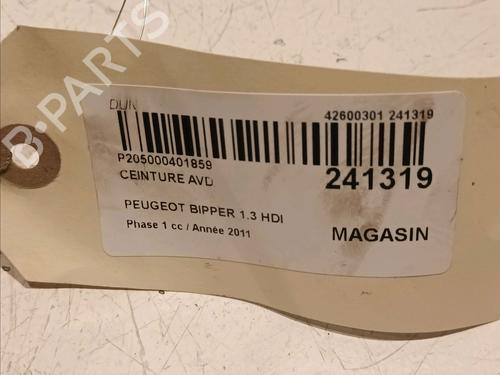 DUN
42600301 241319
P205000401859
CEINTURE AVD
241319
PEUGEOT BIPPER 1.3 HDI
Phase 1 cc / Année 2011
MAGASIN
B-PARTS